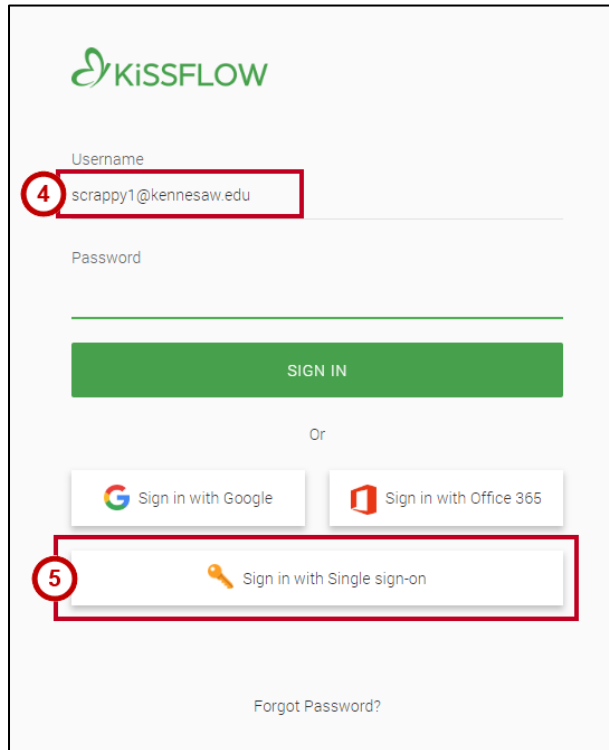 KiSSFLOW
Username
4
scrappy1@kennesaw.edu
Password
SIGN IN
Or
Sign in with Google
Sign in with Office 365
5
Sign in with Single sign-on
Forgot Password?